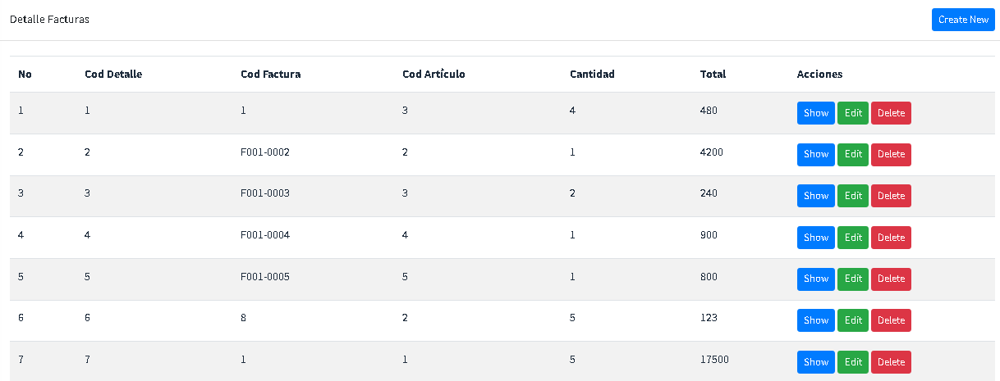 Detalle Facturas Create New
No Cod Detalle Cod Factura Cod Artículo Cantidad Total Acciones
1 1 1 3 4 480 Show Edit Delete
2 2 F001-0002 2 1 4200 Show Edit Delete
3 3 F001-0003 3 2 240 Show Edit Delete
4 4 F001-0004 4 1 900 Show Edit Delete
5 5 F001-0005 5 1 800 Show Edit Delete
6 6 8 2 5 123 Show Edit Delete
7 7 1 1 5 17500 Show Edit Delete